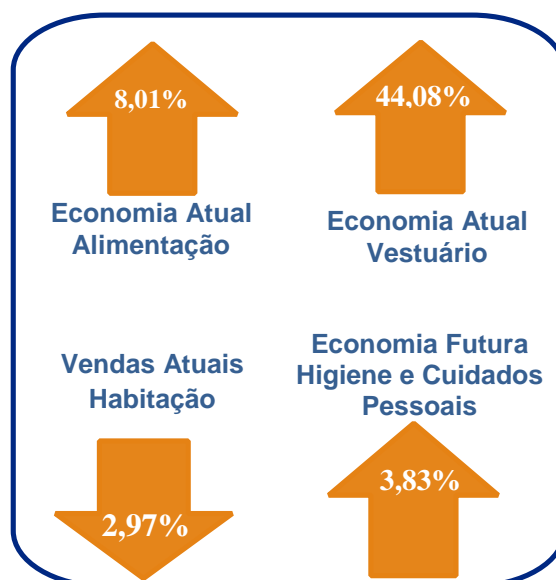 8,01%
Economia Atual
Alimentação
44,08%
Economia Atual
Vestuário
Vendas Atuais
Habitação
2,97%
Economia Futura
Higiene e Cuidados
Pessoais
3,83%